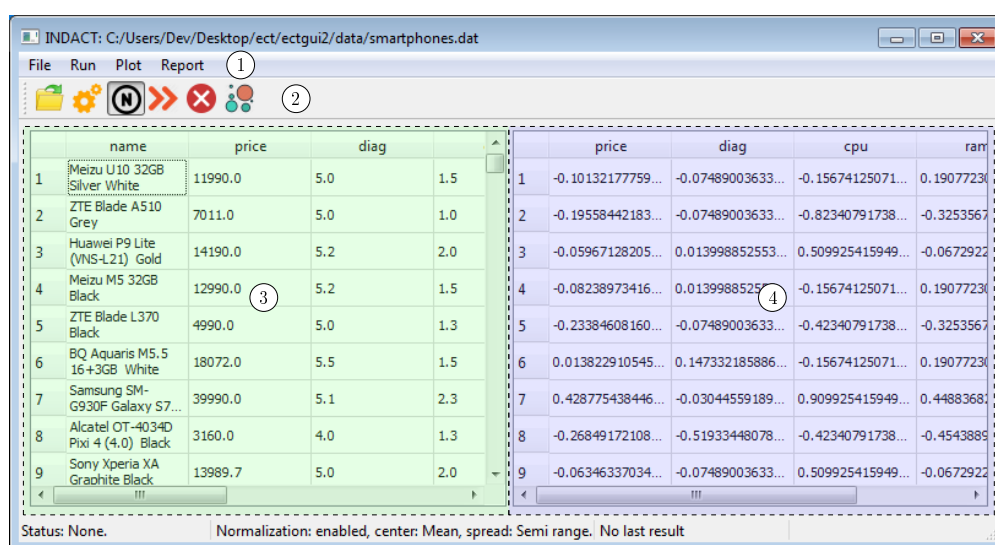 INDACT: C:/Users/Dev/Desktop/ect/ectgui2/data/smartphones.dat
File Run Plot Report 1
N 2
name price diag
1 Meizu U10 32GB Silver White 11990.0 5.0 1.5
2 ZTE Blade A510 Grey 7011.0 5.0 1.0
3 Huawei P9 Lite (VNS-L21) Gold 14190.0 5.2 2.0
4 Meizu M5 32GB Black 12990.0 5.2 1.5
3
5 ZTE Blade L370 Black 4990.0 5.0 1.3
6 BQ Aquaris M5.5 16+3GB White 18072.0 5.5 1.5
7 Samsung SM-G930F Galaxy S7... 39990.0 5.1 2.3
8 Alcatel OT-4034D Pixi 4 (4.0) Black 3160.0 4.0 1.3
9 Sony Xperia XA Graphite Black 13989.7 5.0 2.0
price diag cpu ram
1 -0.10132177759... -0.07489003633... -0.15674125071... 0.19077230
2 -0.19558442183... -0.07489003633... -0.82340791738... -0.3253567
3 -0.05967128205... 0.013998852553... 0.509925415949... -0.0672922
4 -0.08238973416... 0.0139988525 -0.15674125071... 0.19077230
4
5 -0.23384608160... -0.07489003633... -0.42340791738... -0.3253567
6 0.013822910545... 0.147332185886... -0.15674125071... 0.19077230
7 0.428775438446... -0.03044559189... 0.909925415949... 0.44883682
8 -0.26849172108... -0.51933448078... -0.42340791738... -0.4543889
9 -0.06346337034... -0.07489003633... 0.509925415949... -0.0672922
Status: None. Normalization: enabled, center: Mean, spread: Semi range. No last result